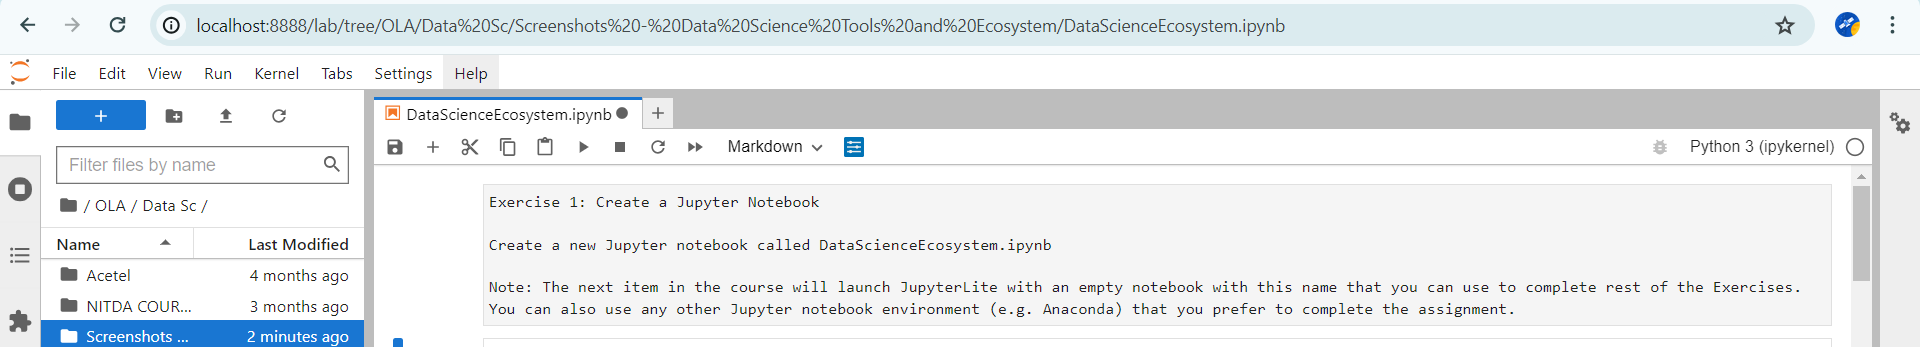 localhost:8888/lab/tree/OLA/Data%20Sc/Screenshots%20-%20Data%20Science%20Tools%20and%20Ecosystem/DataScienceEcosystem.ipynb
File Edit View Run Kernel Tabs Settings Help
DataScienceEcosystem.ipynb
Markdown
Python 3 (ipykernel)
Filter files by name
/ OLA / Data Sc /
Name Last Modified
Acetel 4 months ago
NITDA COUR... 3 months ago
Screenshots ... 2 minutes ago
Exercise 1: Create a Jupyter Notebook
Create a new Jupyter notebook called DataScienceEcosystem.ipynb
Note: The next item in the course will launch JupyterLite with an empty notebook with this name that you can use to complete rest of the Exercises.
You can also use any other Jupyter notebook environment (e.g. Anaconda) that you prefer to complete the assignment.